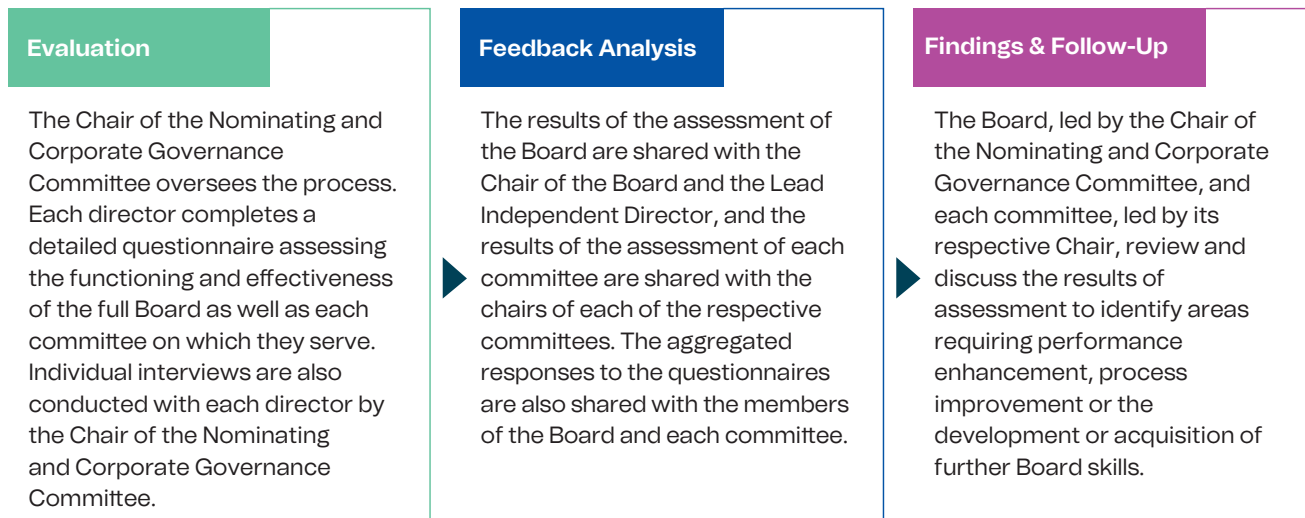 Evaluation
The Chair of the Nominating and
Corporate Governance
Committee oversees the process.
Each director completes a
detailed questionnaire assessing
the functioning and effectiveness
of the full Board as well as each
committee on which they serve.
Individual interviews are also
conducted with each director by
the Chair of the Nominating
and Corporate Governance
Committee.
Feedback Analysis
The results of the assessment of
the Board are shared with the
Chair of the Board and the Lead
Independent Director, and the
results of the assessment of each
committee are shared with the
chairs of each of the respective
committees. The aggregated
responses to the questionnaires
are also shared with the members
of the Board and each committee.
Findings & Follow-Up
The Board, led by the Chair of
the Nominating and Corporate
Governance Committee, and
each committee, led by its
respective Chair, review and
discuss the results of
assessment to identify areas
requiring performance
enhancement, process
improvement or the
development or acquisition of
further Board skills.